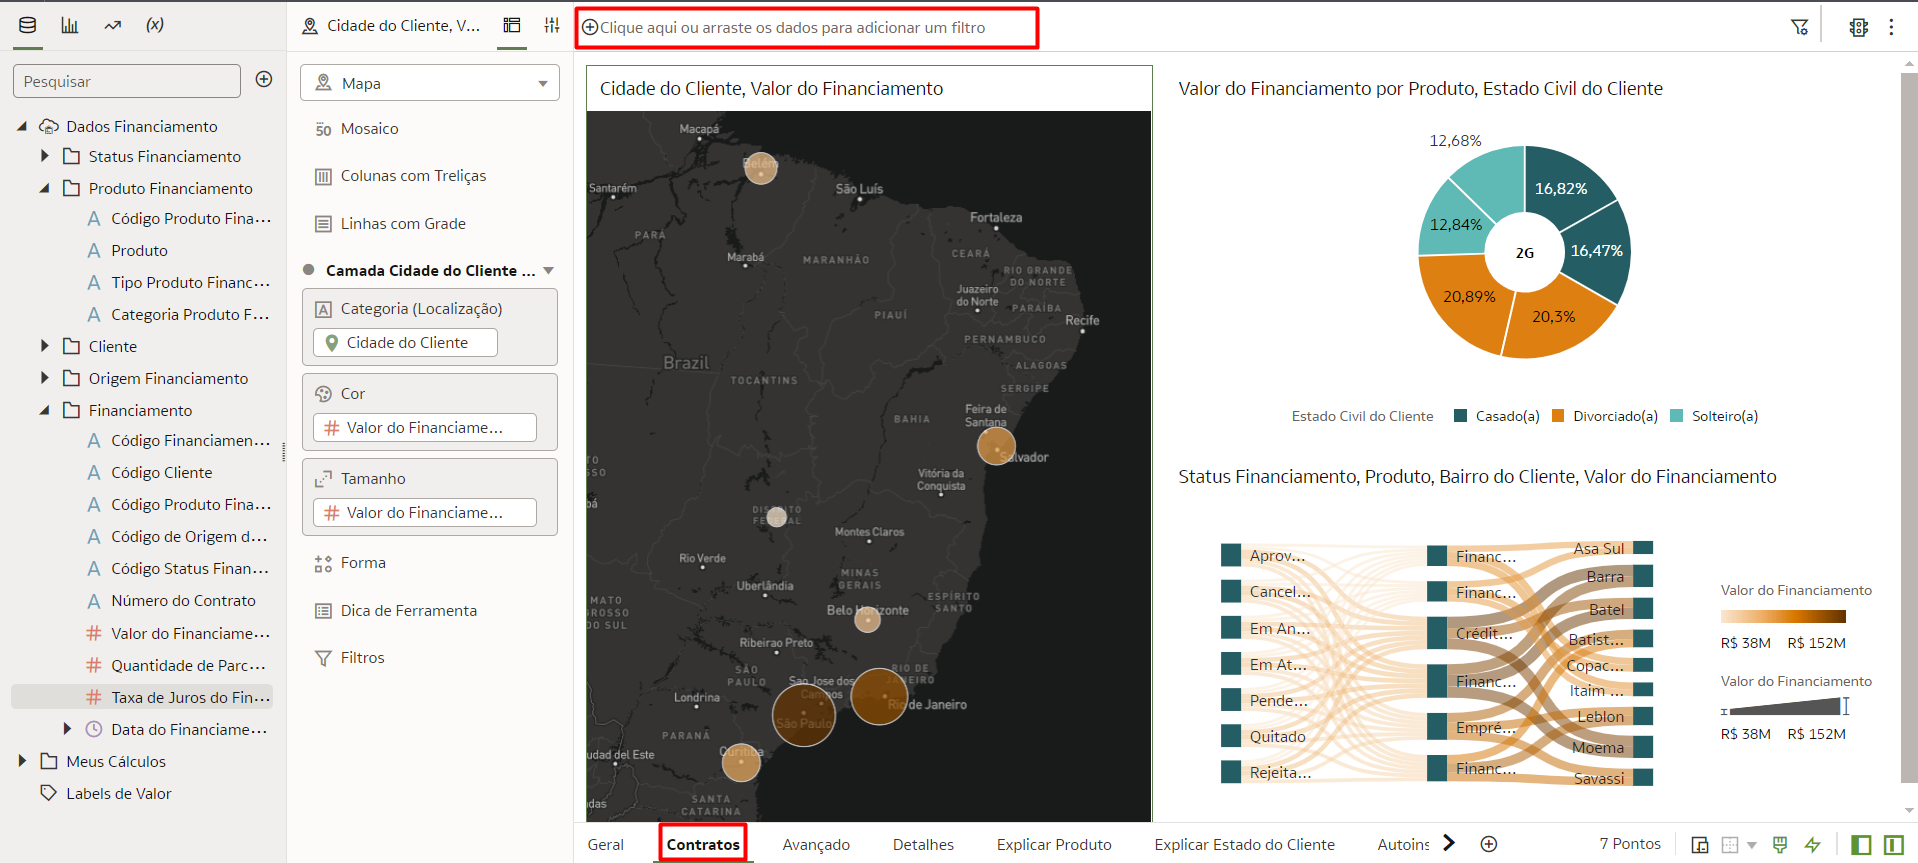 (x)
Cidade do Cliente, V...
Clique aqui ou arraste os dados para adicionar um filtro
Pesquisar
Dados Financiamento
Status Financiamento
Produto Financiamento
A Código Produto Fina...
A Produto
A Tipo Produto Financ...
A Categoria Produto F...
Cliente
Origem Financiamento
Financiamento
A Código Financiamen...
A Código Cliente
A Código Produto Fina...
A Código de Origem d...
A Código Status Finan...
A Número do Contrato
# Valor do Financiame...
# Quantidade de Parc...
# Taxa de Juros do Fin...
Data do Financiame...
Meus Cálculos
Labels de Valor
Mapa
50 Mosaico
Colunas com Treliças
Linhas com Grade
Camada Cidade do Cliente ...
A Categoria (Localização)
Cidade do Cliente
Cor
# Valor do Financiame...
Tamanho
# Valor do Financiame...
Forma
Dica de Ferramenta
Filtros
Cidade do Cliente, Valor do Financiamento
Macapá
Belém
Santarém
São Luís
Fortaleza
PARÁ
Marabá
MARANHÃO
CEARÁ
RIO GRANDE
DO NORTE
Juazeiro
do Norte
PARAÍBA
PIAUÍ
Recife
PERNAMBUCO
Brazil
ALAGOAS
TOCANTINS
SERGIPE
BAHIA
Feira de
Santana
TO
OSSO
Salvador
Vitória da
Conquista
bá
DISTRITO
FEDERAL
Montes Claros
Rio Verde
MINAS
GERAIS
Uberlândia
MATO
GROSSO
DO SUL
ESPÍRITO
SANTO
Belo Horizonte
Ribeirao Preto
SÃO
PAULO
RIO DE
JANEIRO
Sao Jose dos
Campos
Londrina
Rio de Janeiro
São Paulo
PARANÁ
Curitiba
udad del Este
SANTA
CATARINA
das
Valor do Financiamento por Produto, Estado Civil do Cliente
12,68%
16,82%
12,84%
16,47%
2G
20,89%
20,3%
Estado Civil do Cliente Casado(a) Divorciado(a) Solteiro(a)
Status Financiamento, Produto, Bairro do Cliente, Valor do Financiamento
Aprov...
Cancel...
Em An...
Em At...
Pende...
Quitado
Rejeita...
Financ...
Financ...
Crédit...
Financ...
Empré...
Financ...
Asa Sul
Barra
Batel
Batist...
Copac...
Itaim ...
Leblon
Moema
Savassi
Valor do Financiamento
R$ 38M R$ 152M
Valor do Financiamento
R$ 38M R$ 152M
Geral Contratos Avançado Detalhes Explicar Produto Explicar Estado do Cliente Autoins
7 Pontos